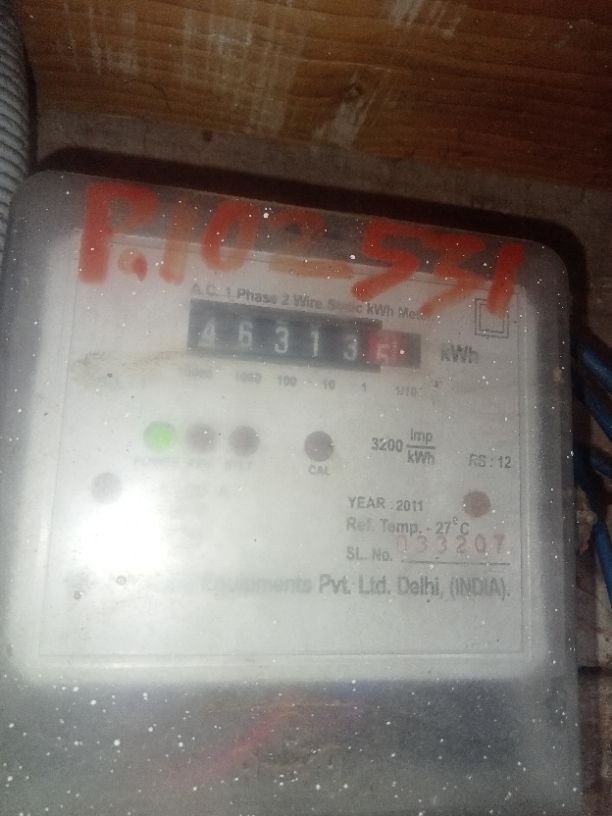 P.102531
A.C. 1 Phase 2 Wire Static kWh Meter
46313 kWh
10000 1000 100 10 1 1/10
3200 imp/kWh
RS : 12
CAL
YEAR : 2011
Ref. Temp. - 27°C
SL. No. 033207
Equipments Pvt. Ltd. Delhi, (INDIA).